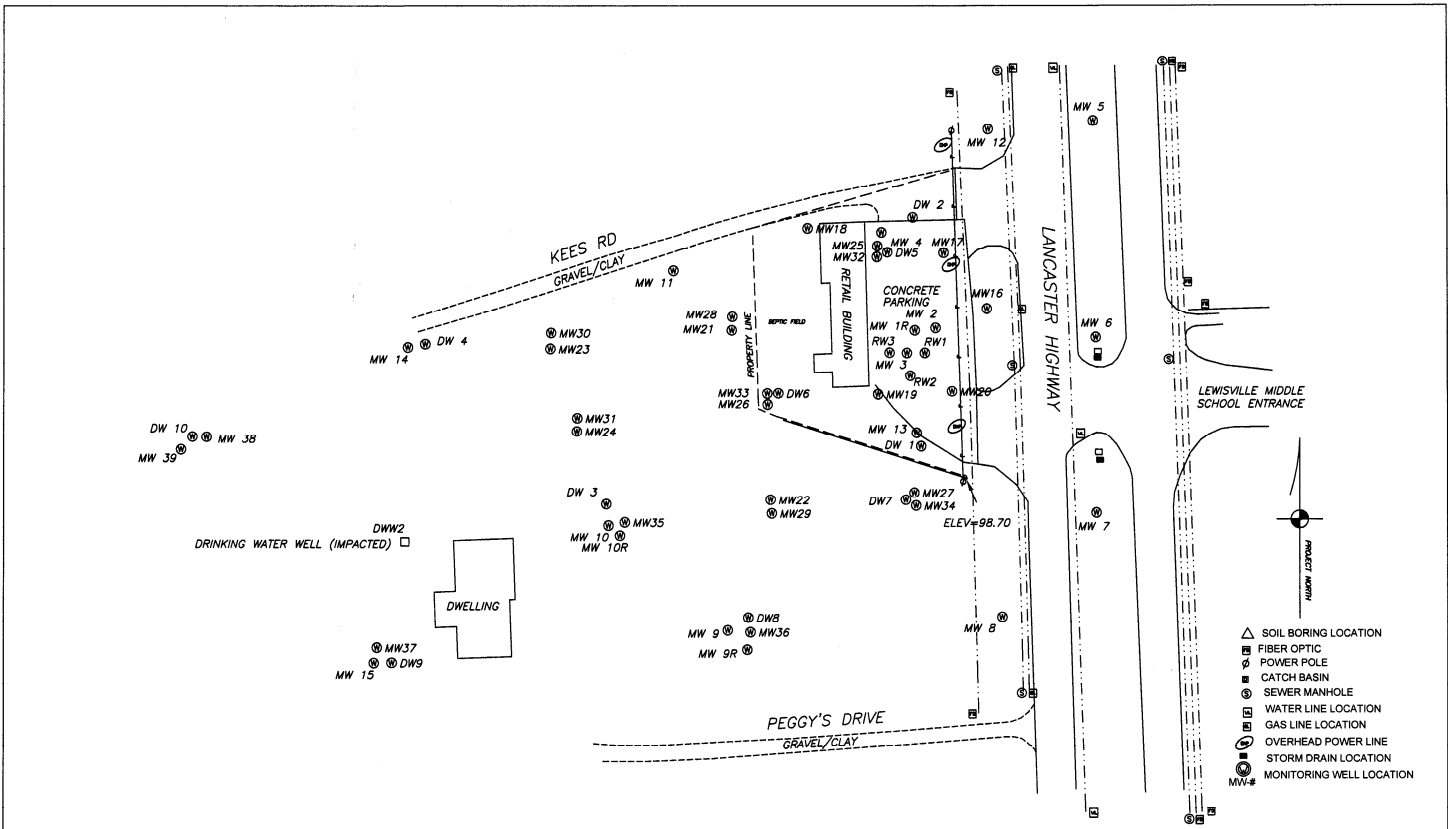 MW 5
MW 12
DW 2
MW18
MW 4
MW25
DW5
MW17
MW32
KEES RD
GRAVEL/CLAY
MW 11
LANCASTER HIGHWAY
RETAIL BUILDING
CONCRETE
PARKING
MW16
MW28
MW21
SEPTIC FIELD
PROPERTY LINE
MW 2
MW 1R
MW 6
MW30
MW23
DW 4
MW 14
RW3
RW1
MW 3
RW2
MW33
DW6
MW26
MW19
MW20
LEWISVILLE MIDDLE
SCHOOL ENTRANCE
MW31
MW24
DW 10
MW 38
MW 39
MW 13
DW 1
DW 3
MW22
MW29
DW7
MW27
MW34
ELEV=98.70
MW 7
MW35
MW 10
MW 10R
DWW2
DRINKING WATER WELL (IMPACTED)
PROJECT NORTH
DWELLING
DW8
MW 9
MW36
MW 9R
MW 8
MW37
MW 15
DW9
PEGGY'S DRIVE
GRAVEL/CLAY
SOIL BORING LOCATION
FIBER OPTIC
POWER POLE
CATCH BASIN
S SEWER MANHOLE
WATER LINE LOCATION
GAS LINE LOCATION
OVERHEAD POWER LINE
STORM DRAIN LOCATION
W MONITORING WELL LOCATION
MW-#